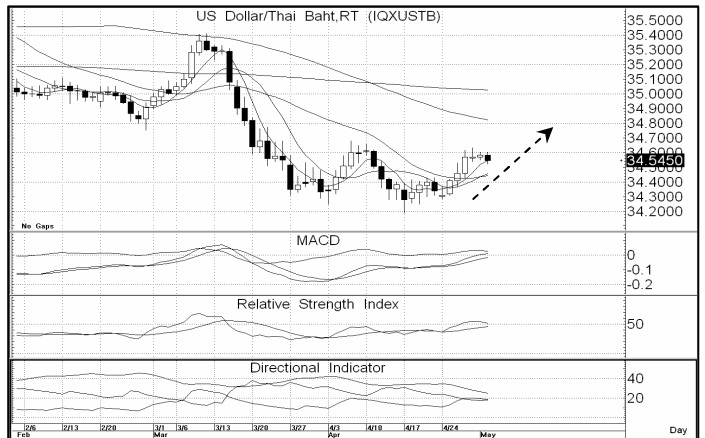 US Dollar/Thai Baht,RT (IQXUSTB)
35.5000
35.4000
35.3000
35.2000
35.1000
35.0000
34.9000
34.8000
34.7000
34.6000
34.5450
34.4000
34.3000
34.2000
No Gaps
MACD
0
-0.1
-0.2
Relative Strength Index
50
Directional Indicator
40
20
2/6 2/13 2/20 3/1 3/6 3/13 3/20 3/27 4/3 4/10 4/17 4/24
Feb Mar Apr May
Day